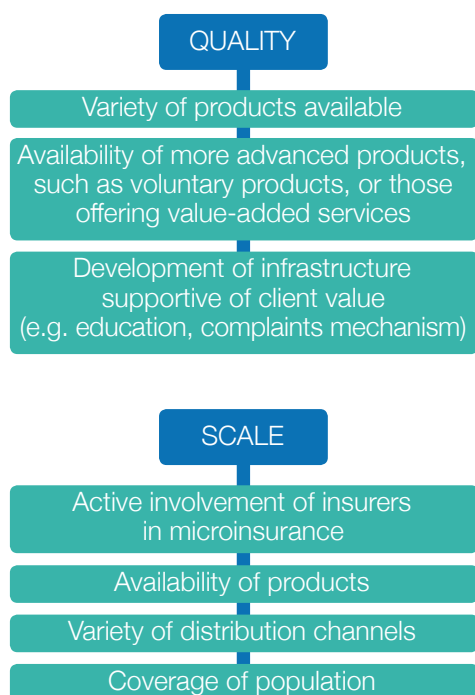 QUALITY
Variety of products available
Availability of more advanced products,
such as voluntary products, or those
offering value-added services
Development of infrastructure
supportive of client value
(e.g. education, complaints mechanism)
SCALE
Active involvement of insurers
in microinsurance
Availability of products
Variety of distribution channels
Coverage of population